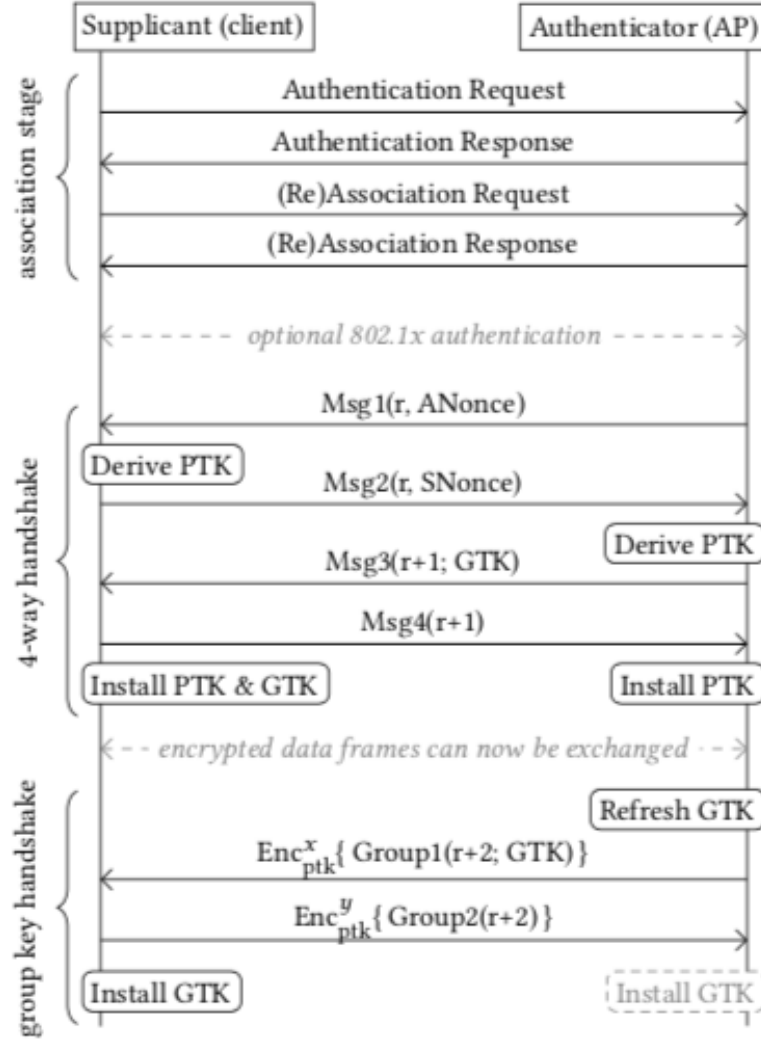 Supplicant (client)
Authenticator (AP)
association stage
Authentication Request
Authentication Response
(Re)Association Request
(Re)Association Response
optional 802.1x authentication
4-way handshake
Msg1(r, ANonce)
Derive PTK
Msg2(r, SNonce)
Derive PTK
Msg3(r+1; GTK)
Msg4(r+1)
Install PTK & GTK
Install PTK
encrypted data frames can now be exchanged
group key handshake
Refresh GTK
Enc^x_ptk{ Group1(r+2; GTK) }
Enc^y_ptk{ Group2(r+2) }
Install GTK
Install GTK